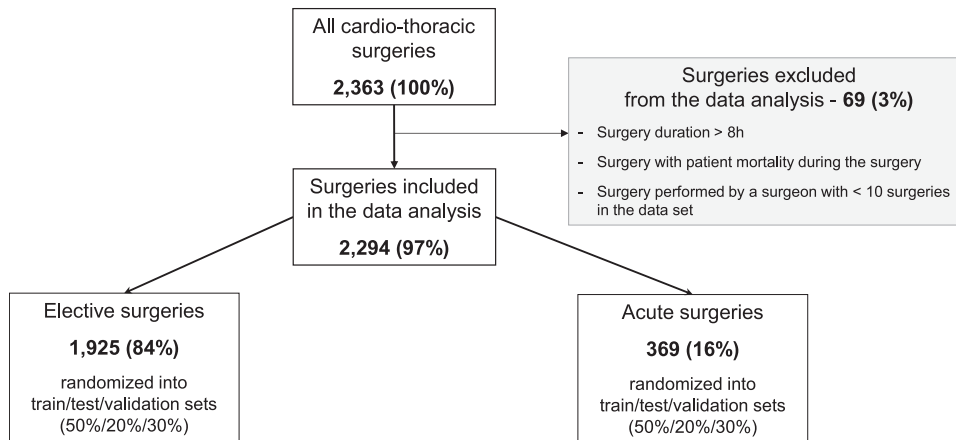 All cardio-thoracic
surgeries
2,363 (100%)
Surgeries excluded
from the data analysis - 69 (3%)
- Surgery duration > 8h
- Surgery with patient mortality during the surgery
- Surgery performed by a surgeon with < 10 surgeries
in the data set
Surgeries included
in the data analysis
2,294 (97%)
Elective surgeries
1,925 (84%)
randomized into
train/test/validation sets
(50%/20%/30%)
Acute surgeries
369 (16%)
randomized into
train/test/validation sets
(50%/20%/30%)